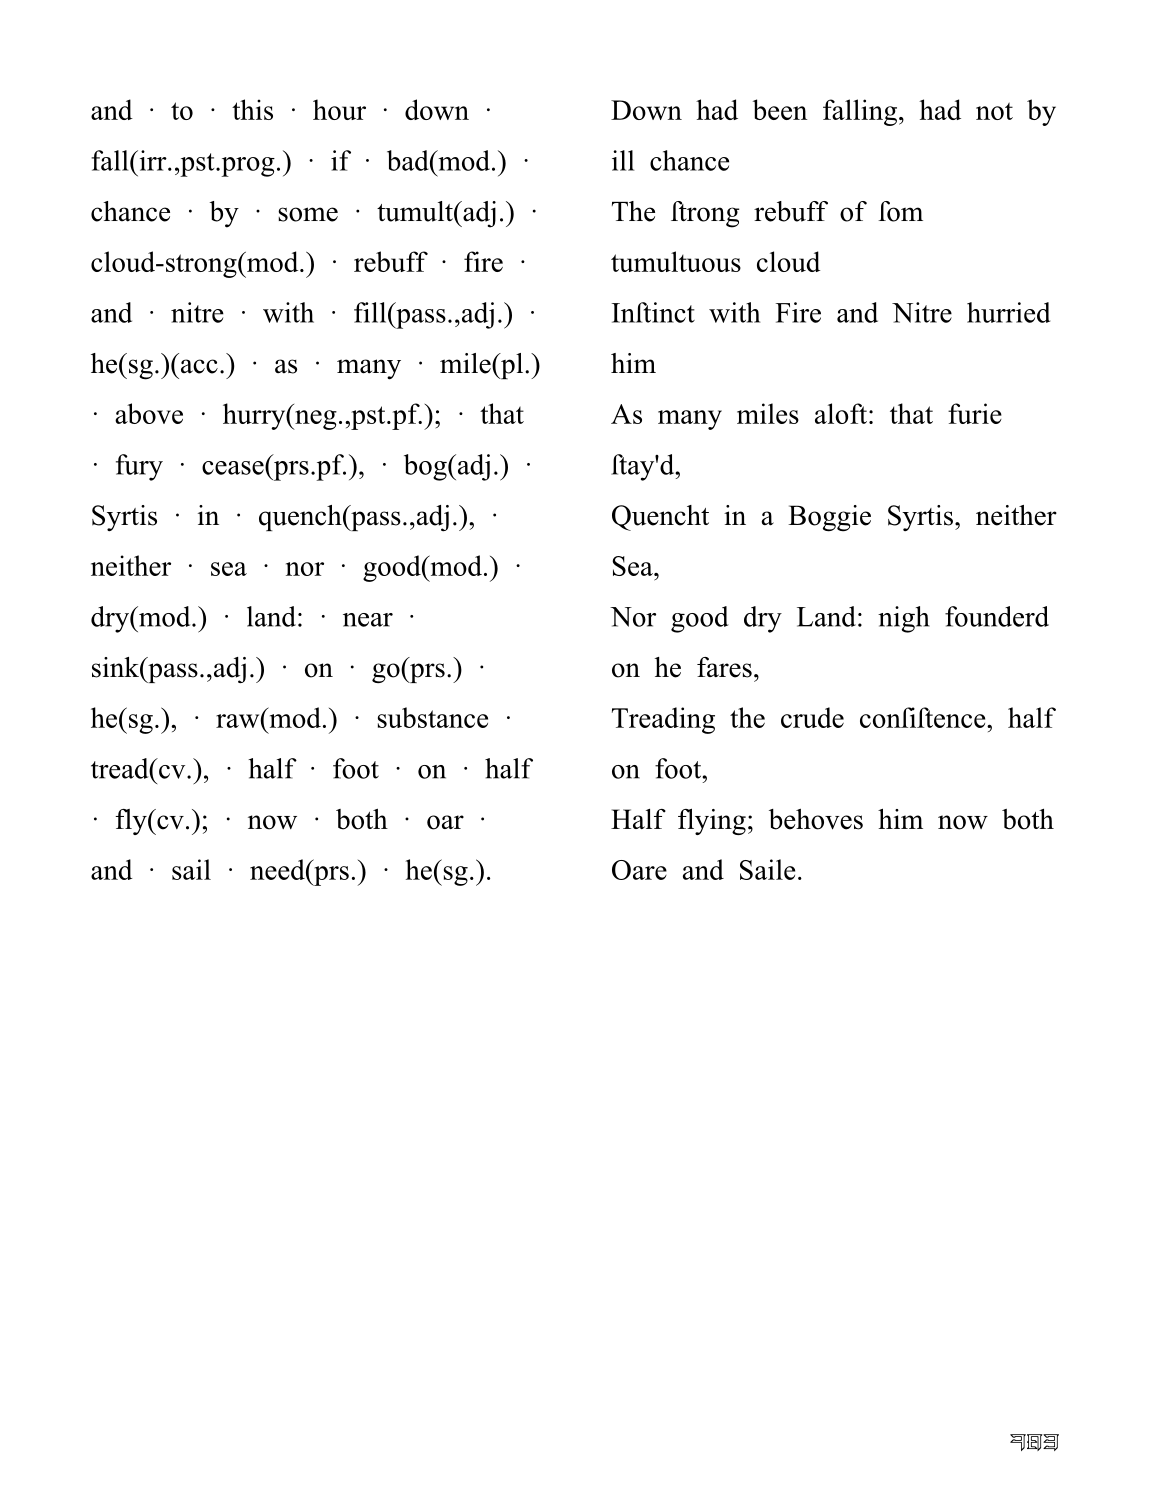 and · to · this · hour · down ·
fall(irr.,pst.prog.) · if · bad(mod.) ·
chance · by · some · tumult(adj.) ·
cloud-strong(mod.) · rebuff · fire ·
and · nitre · with · fill(pass.,adj.) ·
he(sg.)(acc.) · as · many · mile(pl.)
· above · hurry(neg.,pst.pf.); · that
· fury · cease(prs.pf.), · bog(adj.) ·
Syrtis · in · quench(pass.,adj.), ·
neither · sea · nor · good(mod.) ·
dry(mod.) · land: · near ·
sink(pass.,adj.) · on · go(prs.) ·
he(sg.), · raw(mod.) · substance ·
tread(cv.), · half · foot · on · half
· fly(cv.); · now · both · oar ·
and · sail · need(prs.) · he(sg.).
Down had been falling, had not by
ill chance
The ſtrong rebuff of ſom
tumultuous cloud
Inſtinct with Fire and Nitre hurried
him
As many miles aloft: that furie
ſtay'd,
Quencht in a Boggie Syrtis, neither
Sea,
Nor good dry Land: nigh founderd
on he fares,
Treading the crude conſiſtence, half
on foot,
Half flying; behoves him now both
Oare and Saile.